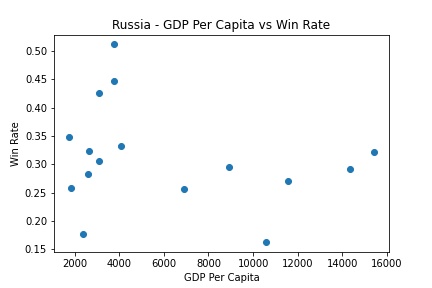 Russia - GDP Per Capita vs Win Rate
0.50
0.45
0.40
0.35
0.30
0.25
0.20
0.15
Win Rate
2000 4000 6000 8000 10000 12000 14000 16000
GDP Per Capita